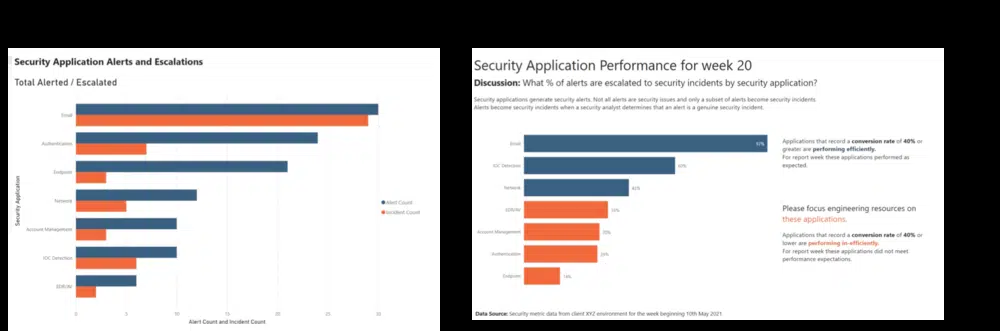 Security Application Alerts and Escalations
Total Alerted / Escalated
Security Application
Email
Authentication
Endpoint
Network
Account Management
IOC Detection
EDR/AV
0
5
10
15
20
25
30
Alert Count and Incident Count
Alert Count
Incident Count
Security Application Performance for week 20
Discussion: What % of alerts are escalated to security incidents by security application?
Security applications generate security alerts. Not all alerts are security issues and only a subset of alerts become security incidents
Alerts become security incidents when a security analyst determines that an alert is a genuine security incident.
Email
97%
IOC Detection
60%
Network
42%
EDR/AV
33%
Account Management
30%
Authentication
29%
Endpoint
14%
Applications that record a conversion rate of 40% or
greater are performing efficiently.
For report week these applications performed as
expected.
Please focus engineering resources on
these applications.
Applications that record a conversion rate of 40% or
lower are performing in-efficiently.
For report week these applications did not meet
performance expectations.
Data Source: Security metric data from client XYZ environment for the week beginning 10th May 2021